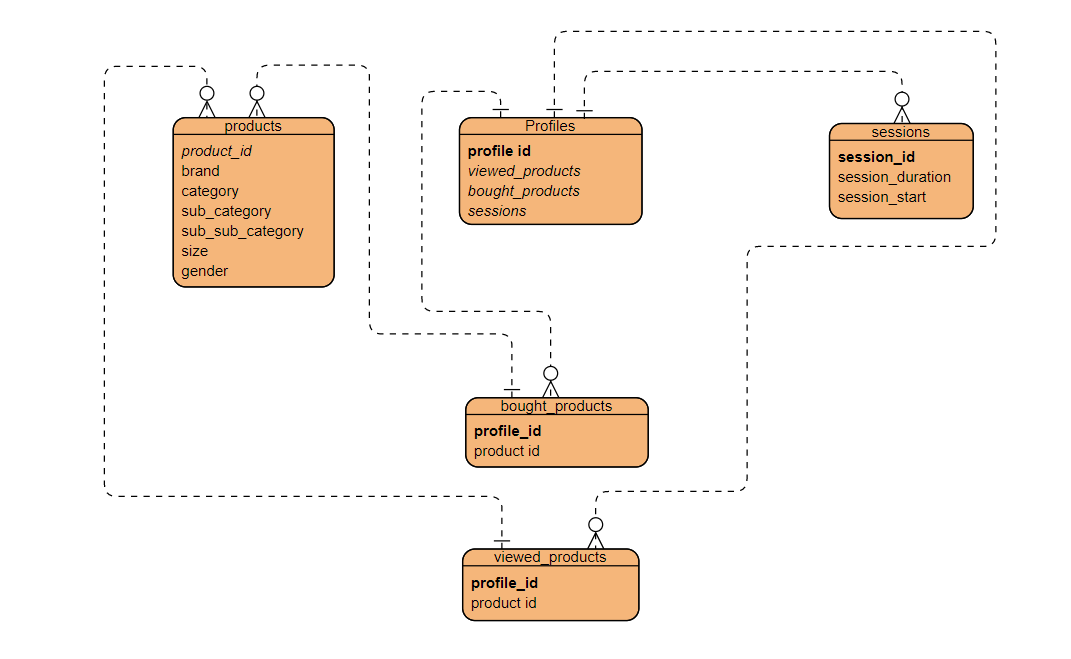 products
product_id
brand
category
sub_category
sub_sub_category
size
gender
Profiles
profile id
viewed_products
bought_products
sessions
sessions
session_id
session_duration
session_start
bought_products
profile_id
product id
viewed_products
profile_id
product id